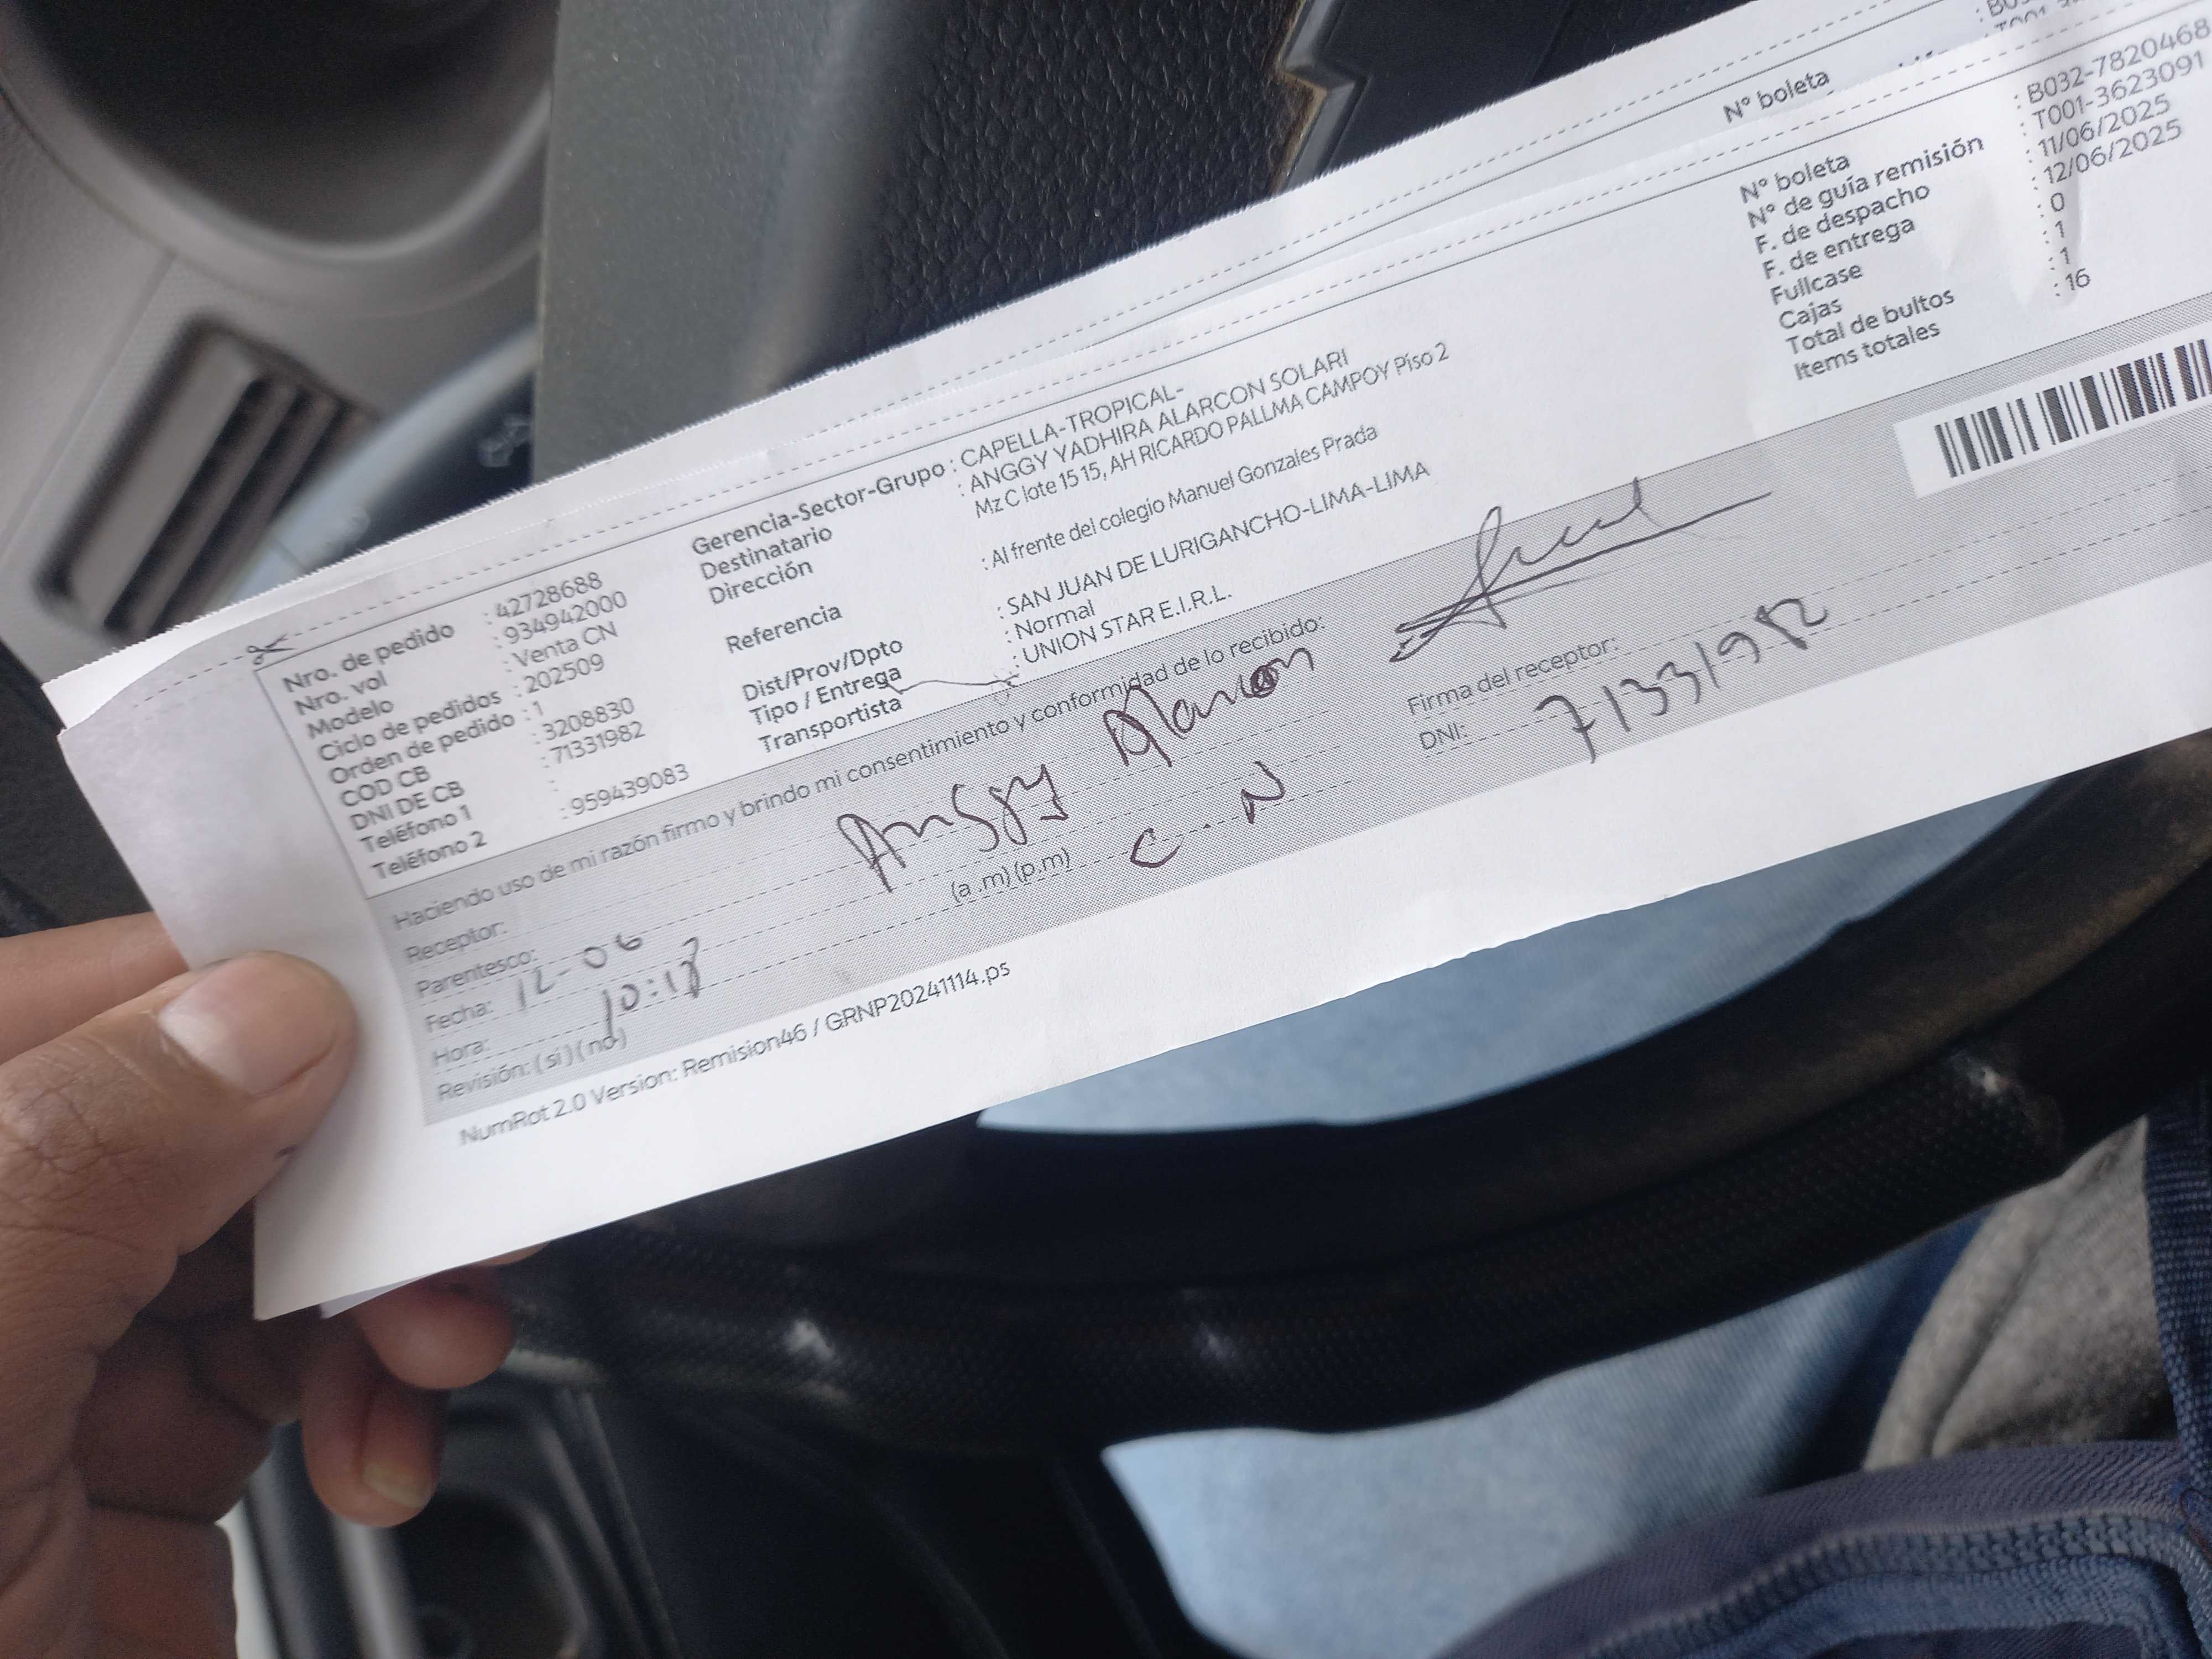 Nº boleta
Nro. de pedido : 42728688
Nro. vol : 934942000
Modelo : Venta CN
Ciclo de pedidos : 202509
Orden de pedido : 1
COD CB : 3208830
DNI DE CB : 71331982
Teléfono 1 :
Teléfono 2 : 959439083
Gerencia-Sector-Grupo : CAPELLA-TROPICAL-
Destinatario : ANGGY YADHIRA ALARCON SOLARI
Dirección Mz C lote 15 15, AH RICARDO PALLMA CAMPOY Piso 2
Referencia : Al frente del colegio Manuel Gonzales Prada
Dist/Prov/Dpto : SAN JUAN DE LURIGANCHO-LIMA-LIMA
Tipo / Entrega : Normal
Transportista : UNION STAR E.I.R.L.
Nº boleta : B032-7820468
Nº de guía remisión : T001-3623091
F. de despacho : 11/06/2025
F. de entrega : 12/06/2025
Fullcase : 0
Cajas : 1
Total de bultos : 1
Items totales : 16
Haciendo uso de mi razón firmo y brindo mi consentimiento y conformidad de lo recibido:
Receptor: Anggy Alarcon
Parentesco: C.N
Fecha: 12-06
Hora: 10:18 (a .m) (p.m)
Revisión: (si) (no)
Firma del receptor:
DNI: 71331982
NumRot 2.0 Version: Remision46 / GRNP20241114.ps